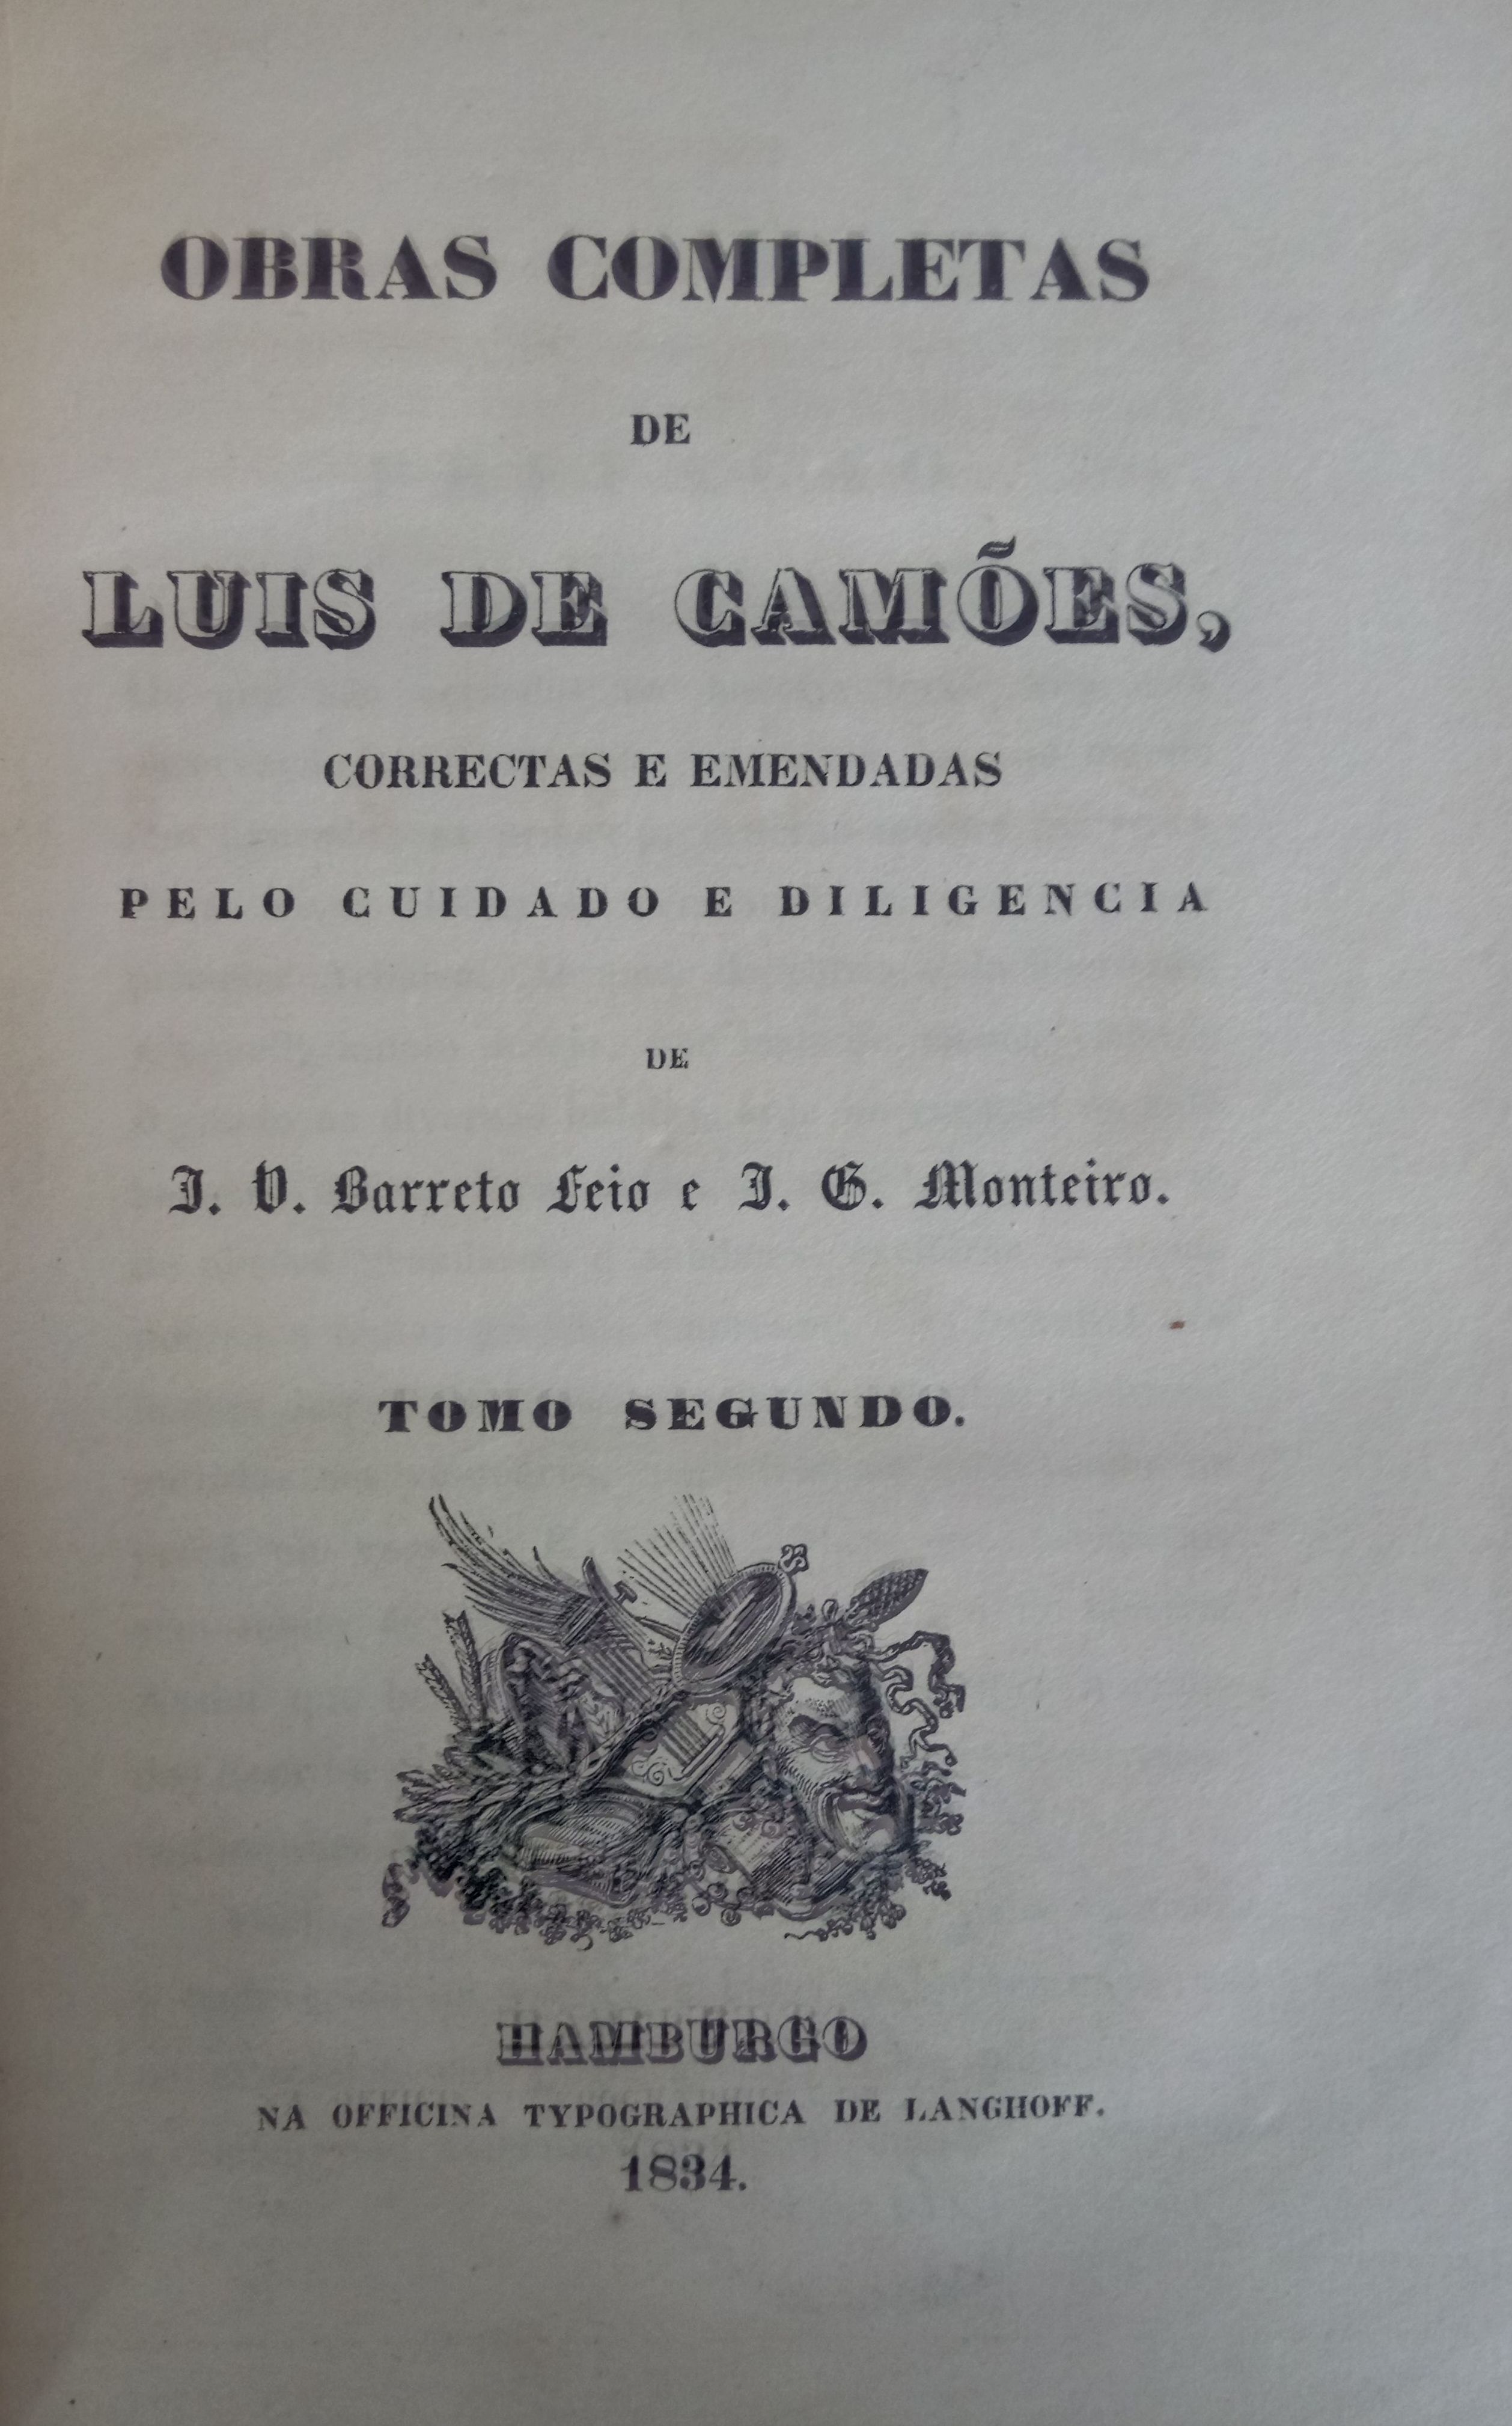 OBRAS COMPLETAS
DE
LUIS DE CAMÕES,
CORRECTAS E EMENDADAS
PELO CUIDADO E DILIGENCIA
DE
J. V. Barreto Feio e J. G. Monteiro.
TOMO SEGUNDO.
HAMBURGO
NA OFFICINA TYPOGRAPHICA DE LANGHOFF.
1834.